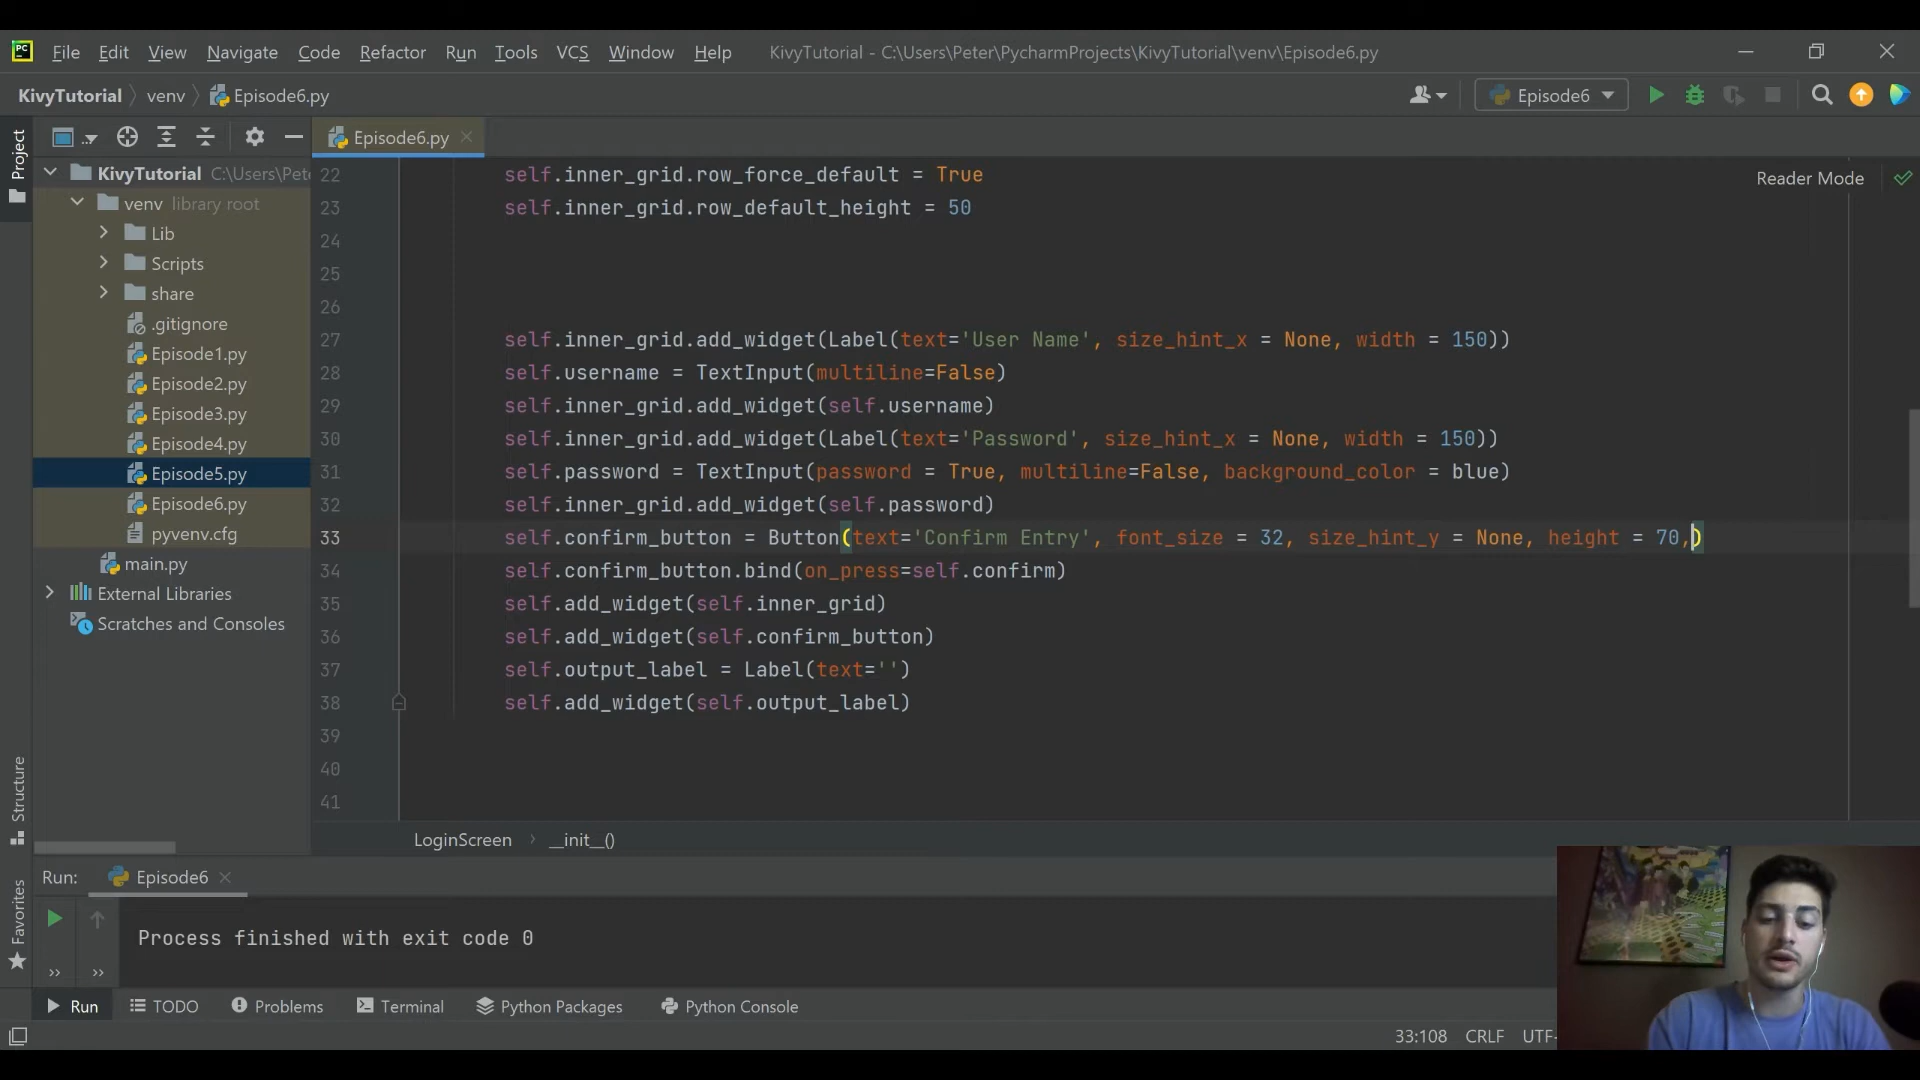 PC File Edit View Navigate Code Refactor Run Tools VCS Window Help KivyTutorial - C:\Users\Peter\PycharmProjects\KivyTutorial\venv\Episode6.py
KivyTutorial venv Episode6.py Episode6
Project
Episode6.py
KivyTutorial C:\Users\Pete
venv library root
Lib
Scripts
share
.gitignore
Episode1.py
Episode2.py
Episode3.py
Episode4.py
Episode5.py
Episode6.py
pyvenv.cfg
main.py
External Libraries
Scratches and Consoles
Reader Mode
22 self.inner_grid.row_force_default = True
23 self.inner_grid.row_default_height = 50
24
25
26
27 self.inner_grid.add_widget(Label(text='User Name', size_hint_x = None, width = 150))
28 self.username = TextInput(multiline=False)
29 self.inner_grid.add_widget(self.username)
30 self.inner_grid.add_widget(Label(text='Password', size_hint_x = None, width = 150))
31 self.password = TextInput(password = True, multiline=False, background_color = blue)
32 self.inner_grid.add_widget(self.password)
33 self.confirm_button = Button(text='Confirm Entry', font_size = 32, size_hint_y = None, height = 70,)
34 self.confirm_button.bind(on_press=self.confirm)
35 self.add_widget(self.inner_grid)
36 self.add_widget(self.confirm_button)
37 self.output_label = Label(text='')
38 self.add_widget(self.output_label)
39
40
41
LoginScreen __init__()
Structure
Favorites
Run: Episode6
Process finished with exit code 0
Run TODO Problems Terminal Python Packages Python Console
33:108 CRLF UTF-